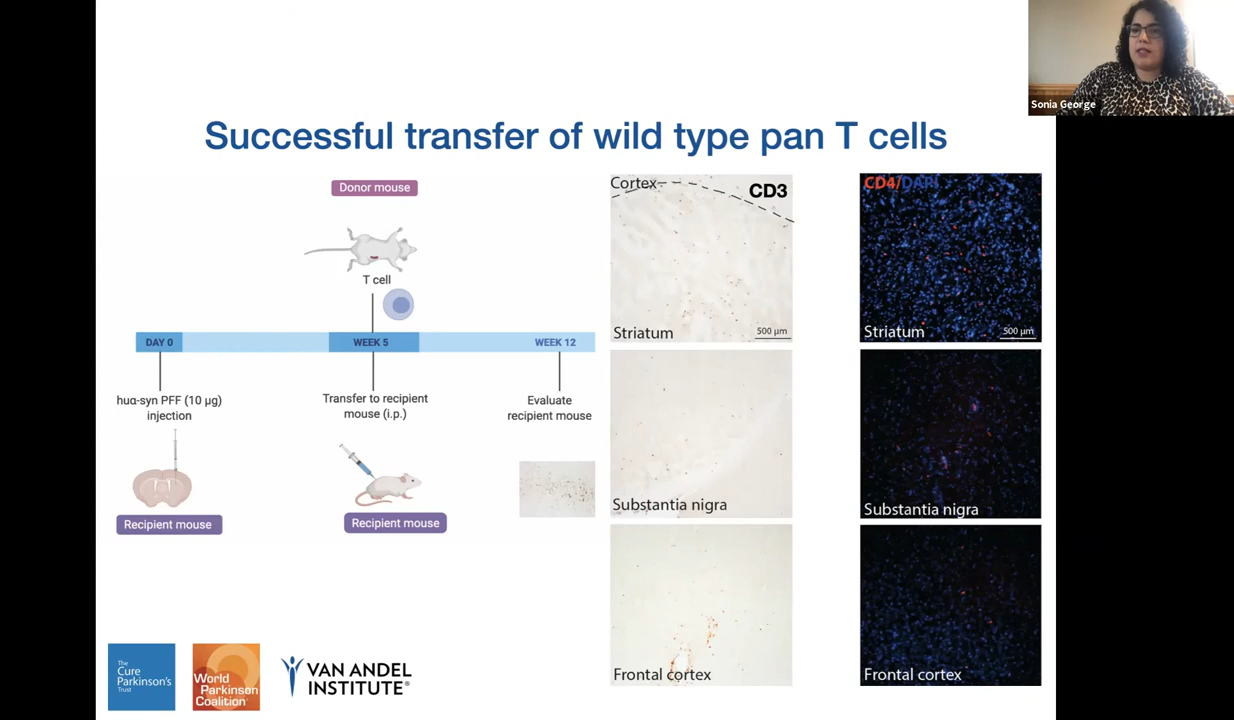 Sonia George
Successful transfer of wild type pan T cells
Donor mouse
T cell
DAY 0
WEEK 5
WEEK 12
huα-syn PFF (10 μg)
injection
Transfer to recipient
mouse (i.p.)
Evaluate
recipient mouse
Recipient mouse
Recipient mouse
Cortex
CD3
Striatum
500 μm
Substantia nigra
Frontal cortex
CD4/DAPI
Striatum
500 μm
Substantia nigra
Frontal cortex
The
Cure
Parkinson's
Trust
World
Parkinson
Coalition
VAN ANDEL
INSTITUTE®